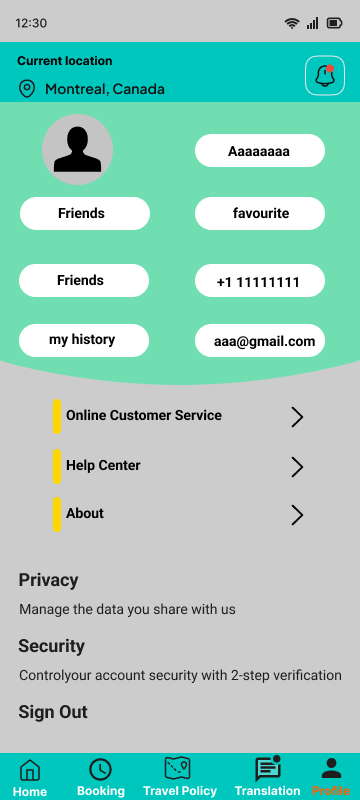 12:30
Current location
Montreal, Canada
Aaaaaaaa
Friends
favourite
Friends
+1 11111111
my history
aaa@gmail.com
Online Customer Service
Help Center
About
Privacy
Manage the data you share with us
Security
Controlyour account security with 2-step verification
Sign Out
Home
Booking
Travel Policy
Translation
Profile